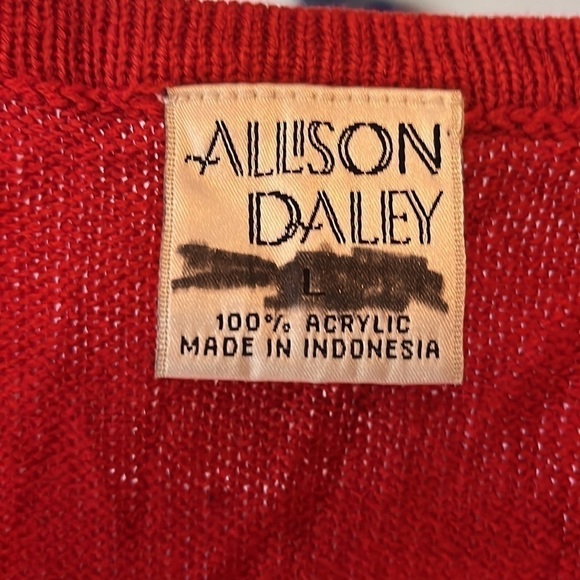 ALLISON
DALEY
L
100% ACRYLIC
MADE IN INDONESIA